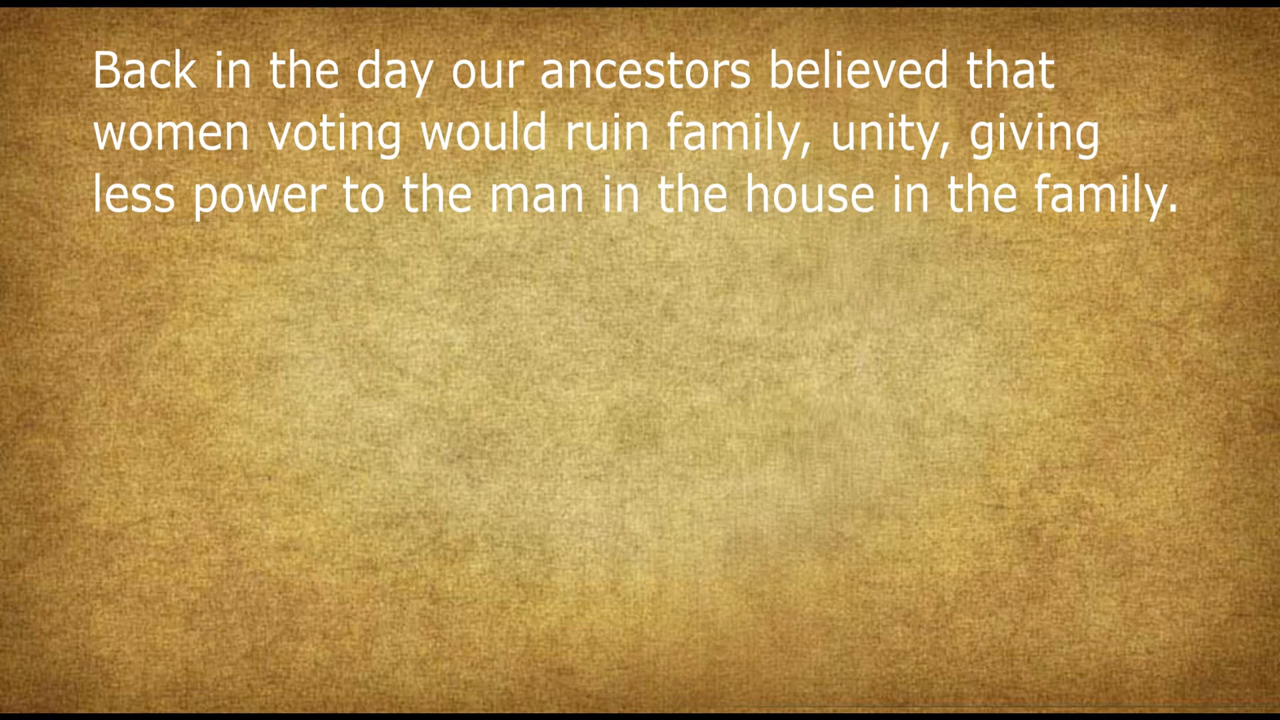 Back in the day our ancestors believed that
women voting would ruin family, unity, giving
less power to the man in the house in the family.